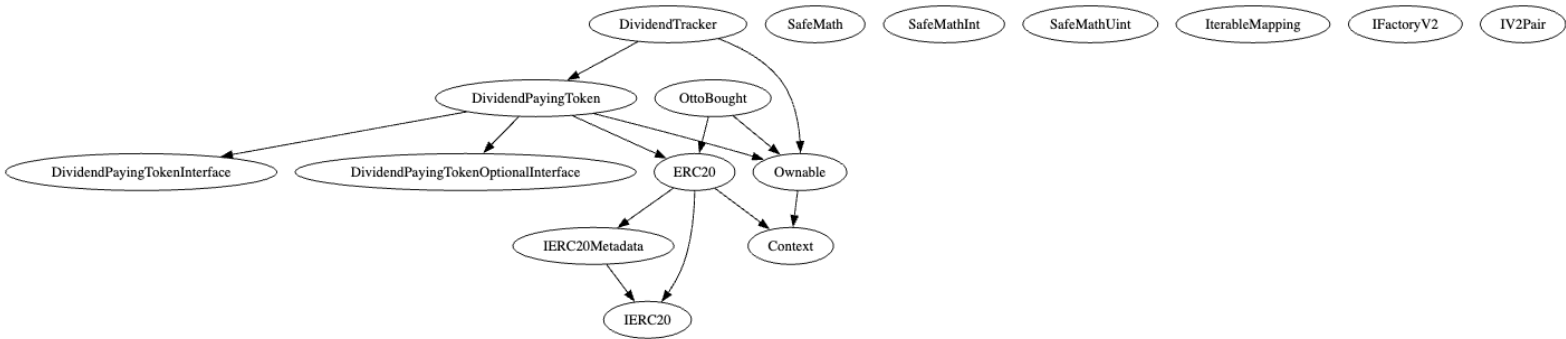 DividendTracker SafeMath SafeMathInt SafeMathUint IterableMapping IFactoryV2 IV2Pair
DividendPayingToken OttoBought
DividendPayingTokenInterface DividendPayingTokenOptionalInterface ERC20 Ownable
IERC20Metadata Context
IERC20